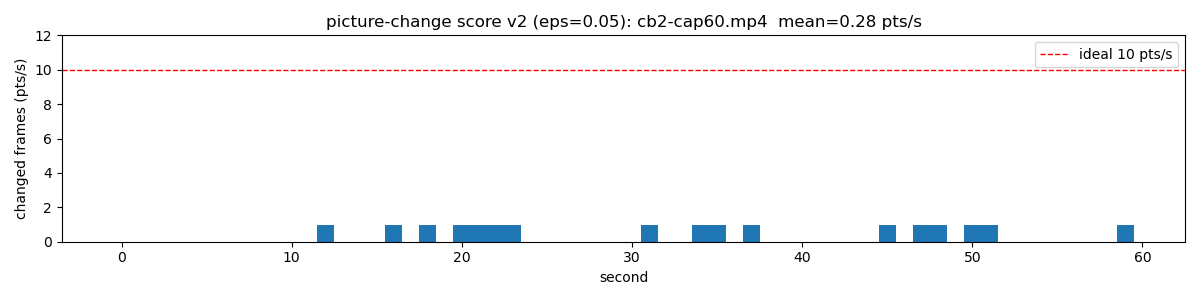 picture-change score v2 (eps=0.05): cb2-cap60.mp4  mean=0.28 pts/s
changed frames (pts/s)
12
10
8
6
4
2
0
ideal 10 pts/s
0 10 20 30 40 50 60
second